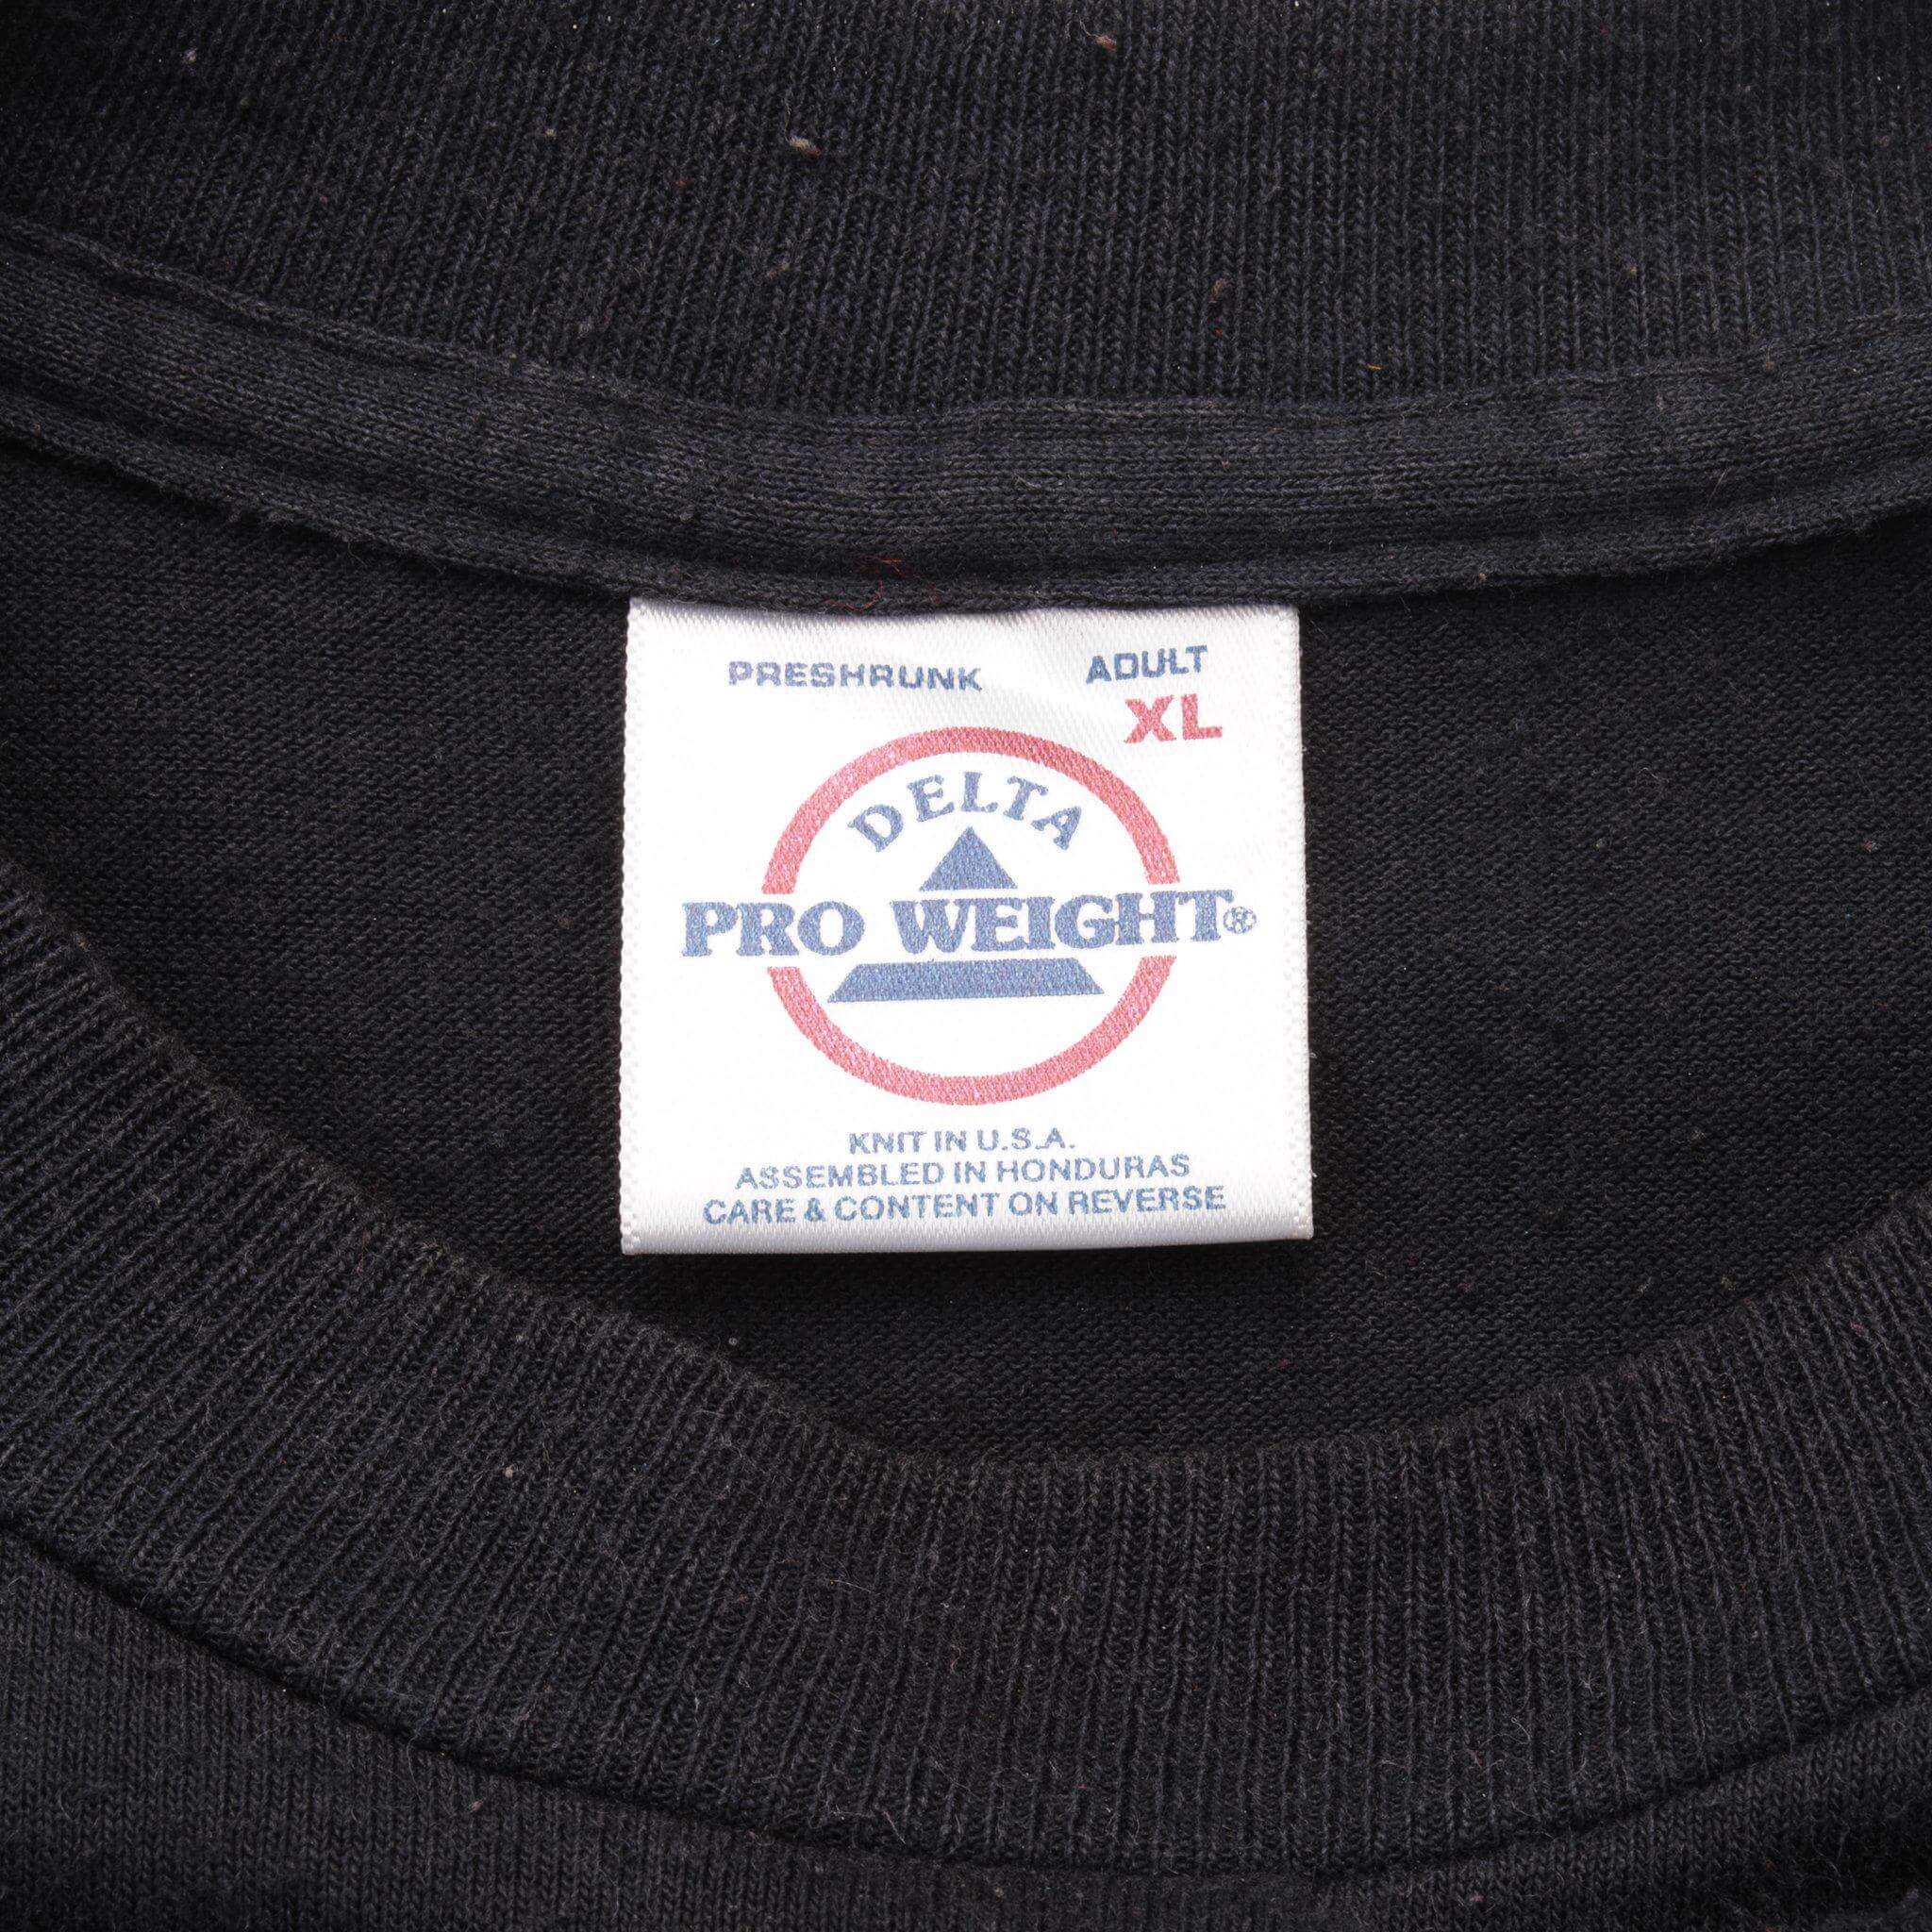 PRESHRUNK ADULT
XL
DELTA
PRO WEIGHT®
KNIT IN U.S.A.
ASSEMBLED IN HONDURAS
CARE & CONTENT ON REVERSE